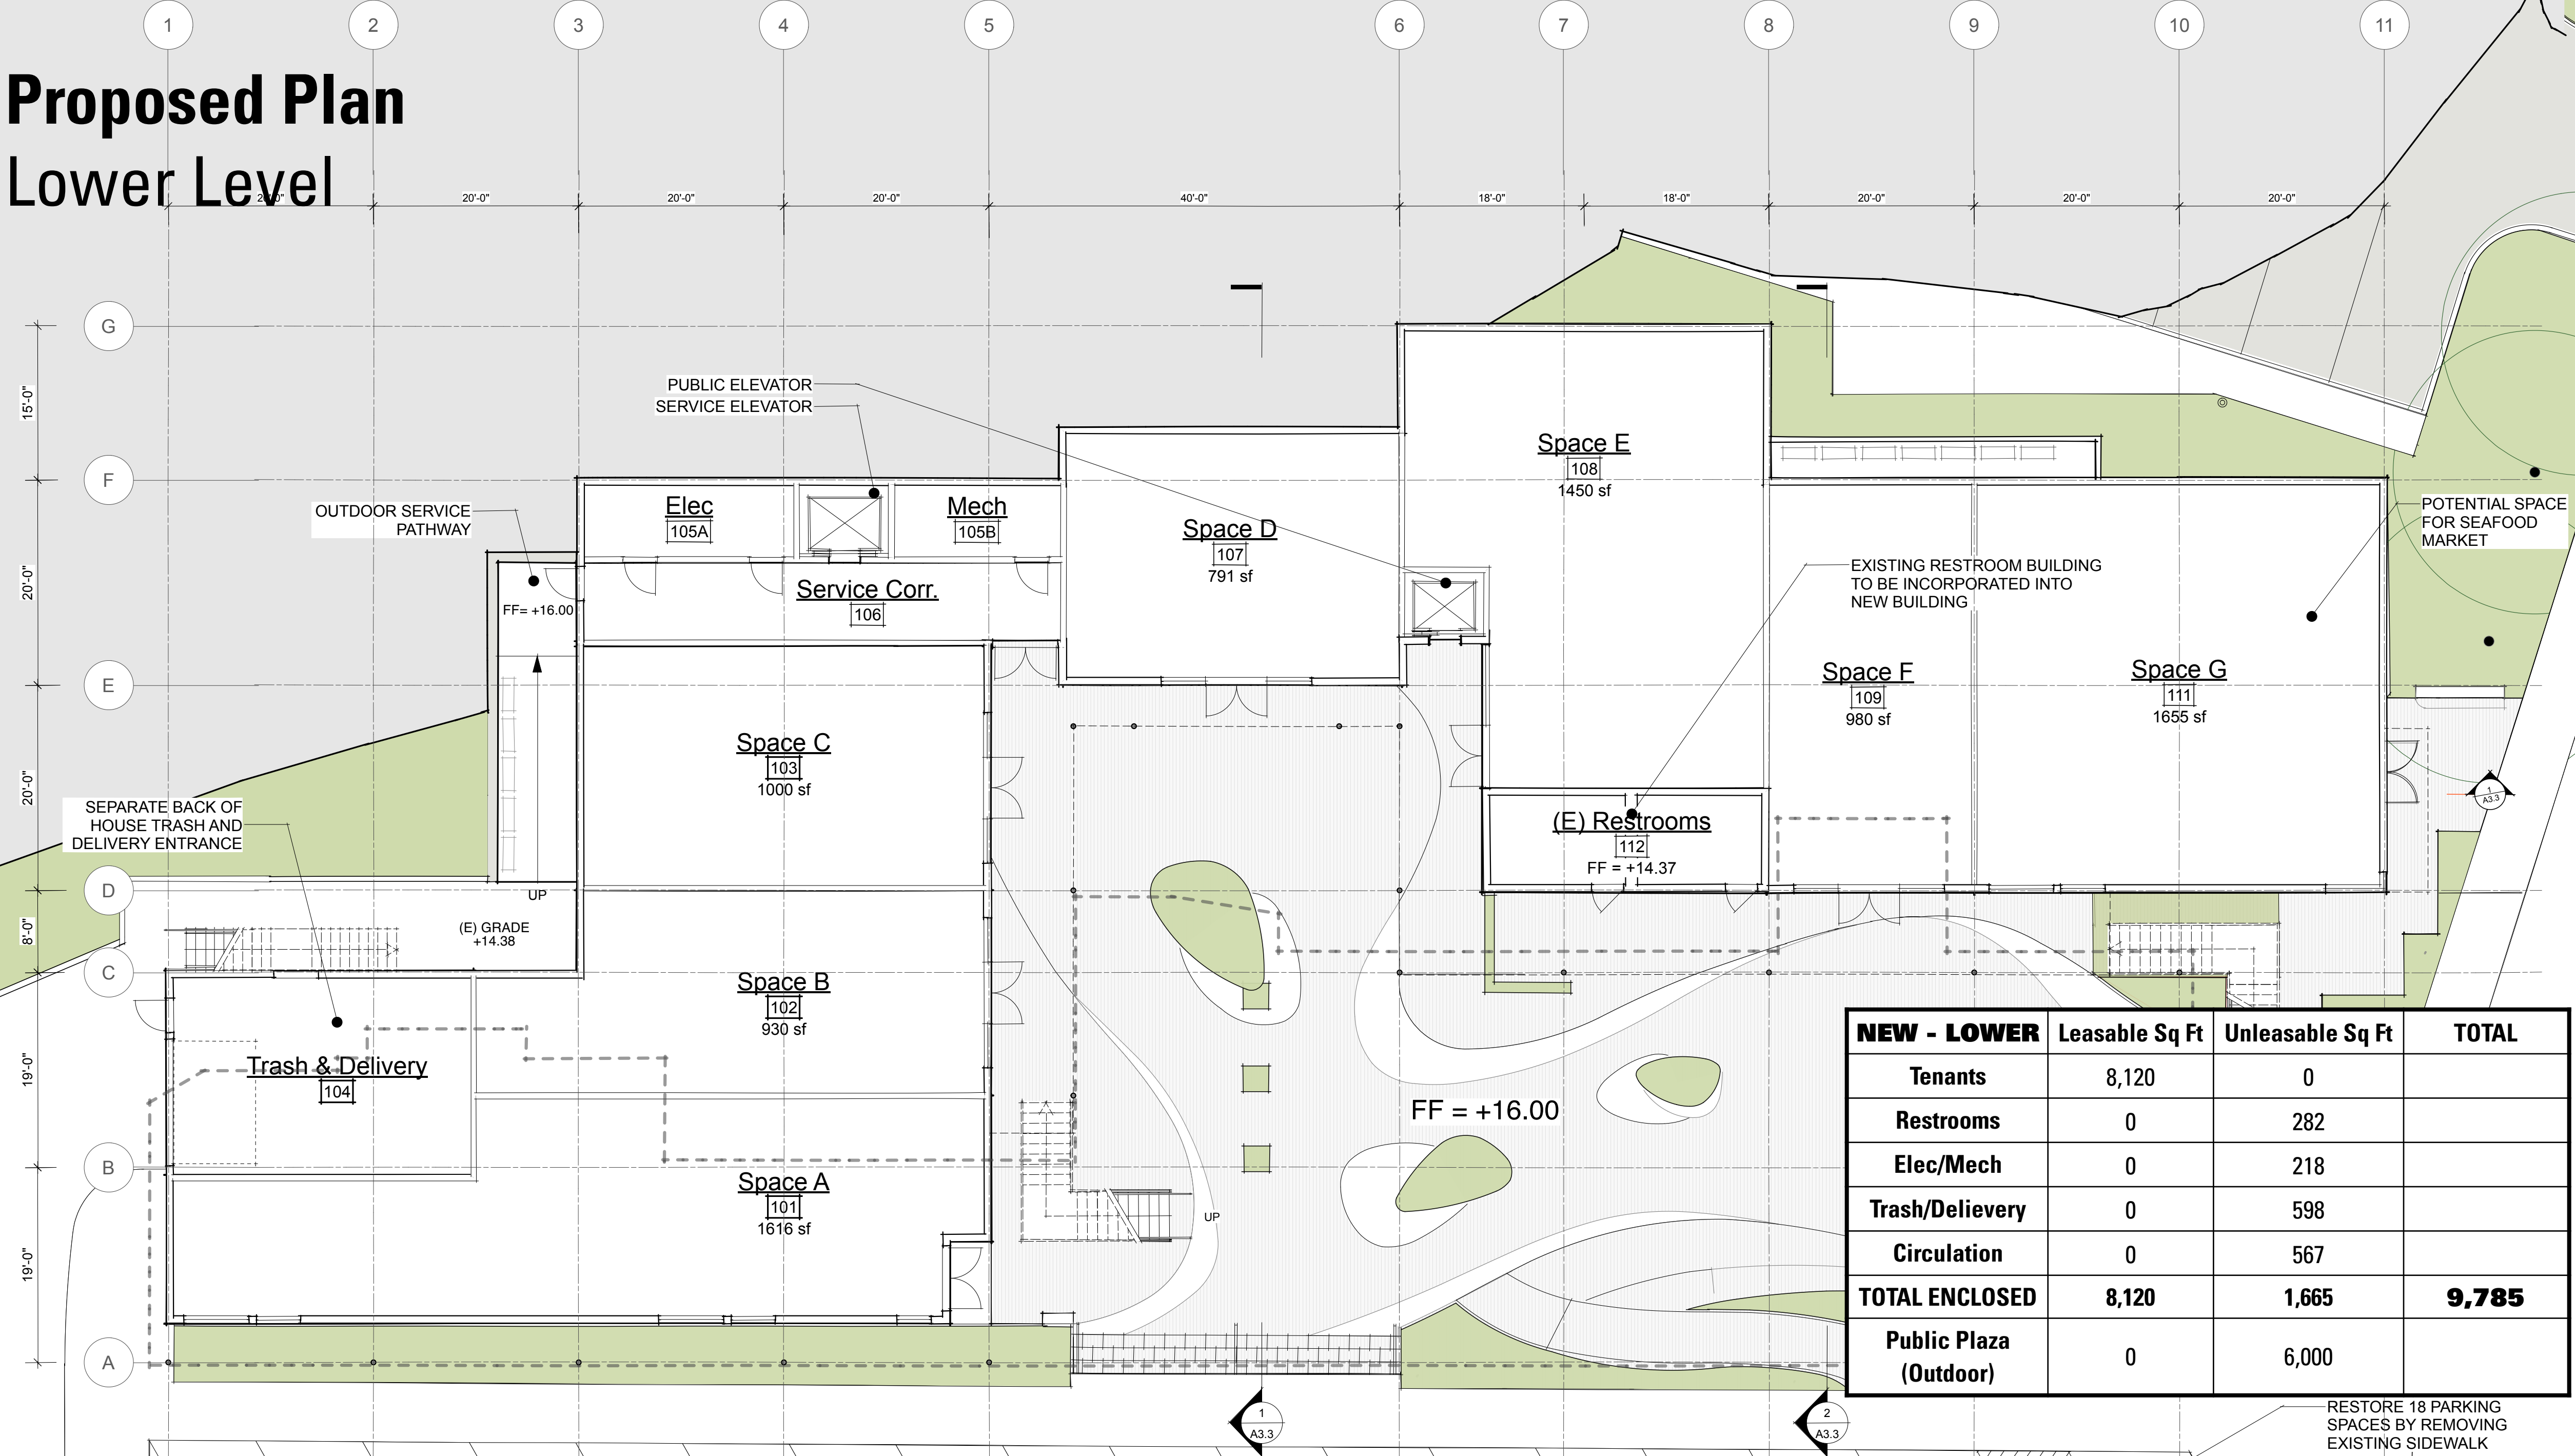 1 2 3 4 5 6 7 8 9 10 11
Proposed Plan
Lower Level
20'-0" 20'-0" 20'-0" 40'-0" 18'-0" 18'-0" 20'-0" 20'-0" 20'-0"
G
15'-0"
F
20'-0"
E
20'-0"
D
8'-0"
C
19'-0"
B
19'-0"
A
PUBLIC ELEVATOR
SERVICE ELEVATOR
OUTDOOR SERVICE
PATHWAY
FF= +16.00
Elec
105A
Mech
105B
Service Corr.
106
Space D
107
791 sf
Space E
108
1450 sf
EXISTING RESTROOM BUILDING
TO BE INCORPORATED INTO
NEW BUILDING
POTENTIAL SPACE
FOR SEAFOOD
MARKET
Space F
109
980 sf
Space G
111
1655 sf
Space C
103
1000 sf
SEPARATE BACK OF
HOUSE TRASH AND
DELIVERY ENTRANCE
UP
(E) GRADE
+14.38
(E) Restrooms
112
FF = +14.37
1
A3.3
Space B
102
930 sf
Trash & Delivery
104
Space A
101
1616 sf
UP
FF = +16.00
NEW - LOWER Leasable Sq Ft Unleasable Sq Ft TOTAL
Tenants 8,120 0
Restrooms 0 282
Elec/Mech 0 218
Trash/Delievery 0 598
Circulation 0 567
TOTAL ENCLOSED 8,120 1,665 9,785
Public Plaza
(Outdoor) 0 6,000
1
A3.3
2
A3.3
RESTORE 18 PARKING
SPACES BY REMOVING
EXISTING SIDEWALK